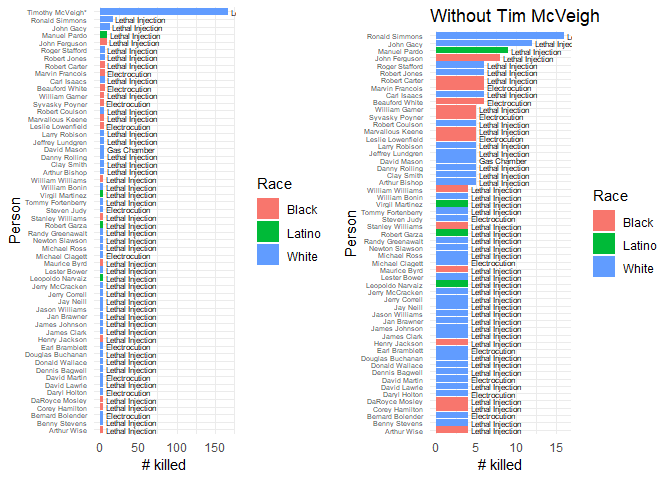 Timothy McVeigh*
Ronald Simmons Lethal Injection
John Gacy Lethal Injection
Manuel Pardo Lethal Injection
John Ferguson Lethal Injection
Roger Stafford Lethal Injection
Robert Jones Lethal Injection
Robert Carter Lethal Injection
Marvin Francois Electrocution
Carl Isaacs Lethal Injection
Beauford White Electrocution
William Garner Lethal Injection
Syvasky Poyner Electrocution
Robert Coulson Lethal Injection
Marvallous Keene Lethal Injection
Leslie Lowenfield Electrocution
Larry Robison Lethal Injection
Jeffrey Lundgren Lethal Injection
David Mason Gas Chamber
Danny Rolling Lethal Injection
Clay Smith Lethal Injection
Arthur Bishop Lethal Injection
William Williams Lethal Injection
William Bonin Lethal Injection
Virgil Martinez Lethal Injection
Tommy Fortenberry Lethal Injection
Steven Judy Electrocution
Stanley Williams Lethal Injection
Robert Garza Lethal Injection
Randy Greenawalt Lethal Injection
Newton Slawson Lethal Injection
Michael Ross Lethal Injection
Michael Clagett Electrocution
Maurice Byrd Lethal Injection
Lester Bower Lethal Injection
Leopoldo Narvaiz Lethal Injection
Jerry McCracken Lethal Injection
Jerry Correll Lethal Injection
Jay Neill Lethal Injection
Jason Williams Lethal Injection
Jan Brawner Lethal Injection
James Johnson Lethal Injection
James Clark Lethal Injection
Henry Jackson Lethal Injection
Earl Bramblett Electrocution
Douglas Buchanan Lethal Injection
Donald Wallace Lethal Injection
Dennis Bagwell Lethal Injection
David Martin Electrocution
David Lawrie Lethal Injection
Daryl Holton Electrocution
DaRoyce Mosley Lethal Injection
Corey Hamilton Lethal Injection
Bernard Bolender Electrocution
Benny Stevens Lethal Injection
Arthur Wise Lethal Injection
Person
0 50 100 150
# killed
Race
Black
Latino
White
Without Tim McVeigh
Ronald Simmons
John Gacy Lethal Injection
Manuel Pardo Lethal Injection
John Ferguson Lethal Injection
Roger Stafford Lethal Injection
Robert Jones Lethal Injection
Robert Carter Lethal Injection
Marvin Francois Electrocution
Carl Isaacs Lethal Injection
Beauford White Electrocution
William Garner Lethal Injection
Syvasky Poyner Electrocution
Robert Coulson Lethal Injection
Marvallous Keene Lethal Injection
Leslie Lowenfield Electrocution
Larry Robison Lethal Injection
Jeffrey Lundgren Lethal Injection
David Mason Gas Chamber
Danny Rolling Lethal Injection
Clay Smith Lethal Injection
Arthur Bishop Lethal Injection
William Williams Lethal Injection
William Bonin Lethal Injection
Virgil Martinez Lethal Injection
Tommy Fortenberry Lethal Injection
Steven Judy Electrocution
Stanley Williams Lethal Injection
Robert Garza Lethal Injection
Randy Greenawalt Lethal Injection
Newton Slawson Lethal Injection
Michael Ross Lethal Injection
Michael Clagett Electrocution
Maurice Byrd Lethal Injection
Lester Bower Lethal Injection
Leopoldo Narvaiz Lethal Injection
Jerry McCracken Lethal Injection
Jerry Correll Lethal Injection
Jay Neill Lethal Injection
Jason Williams Lethal Injection
Jan Brawner Lethal Injection
James Johnson Lethal Injection
James Clark Lethal Injection
Henry Jackson Lethal Injection
Earl Bramblett Electrocution
Douglas Buchanan Lethal Injection
Donald Wallace Lethal Injection
Dennis Bagwell Lethal Injection
David Martin Electrocution
David Lawrie Lethal Injection
Daryl Holton Electrocution
DaRoyce Mosley Lethal Injection
Corey Hamilton Lethal Injection
Bernard Bolender Electrocution
Benny Stevens Lethal Injection
Arthur Wise Lethal Injection
Person
0 5 10 15
# killed
Race
Black
Latino
White